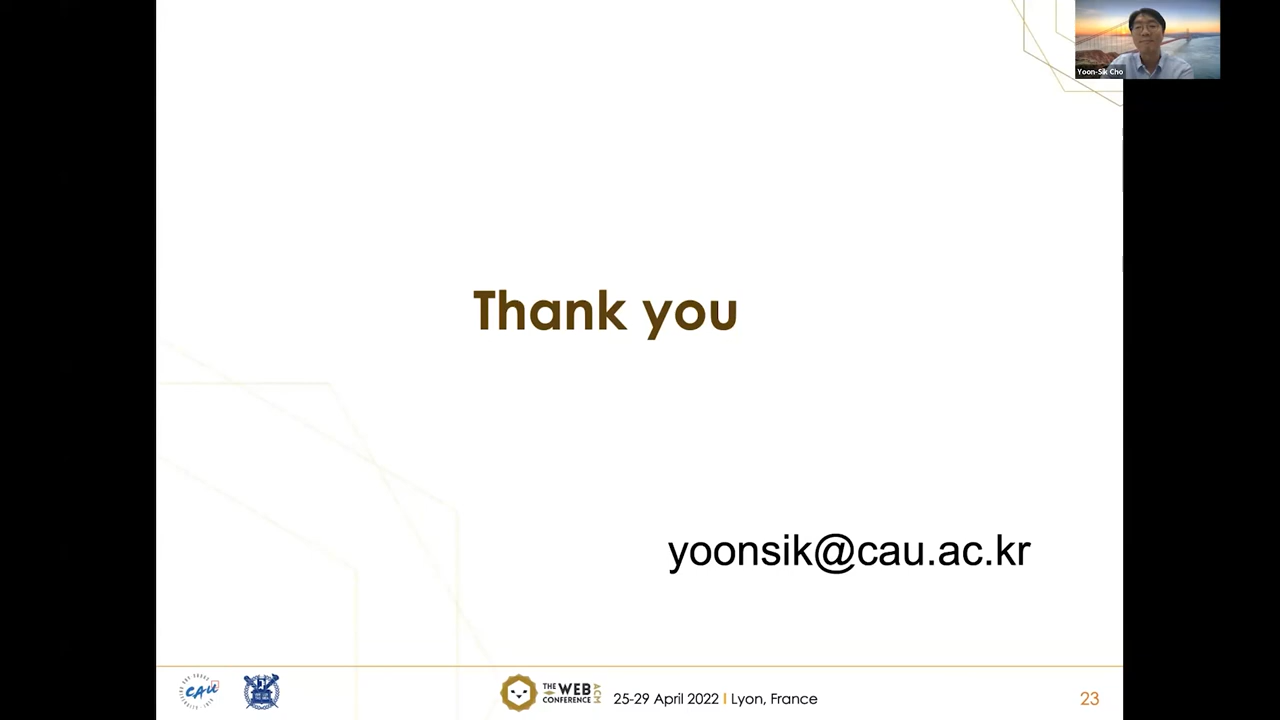 Yoon-Sik Cho
Thank you
yoonsik@cau.ac.kr
CAU
THE WEB CONFERENCE ACM
25-29 April 2022 I Lyon, France
23